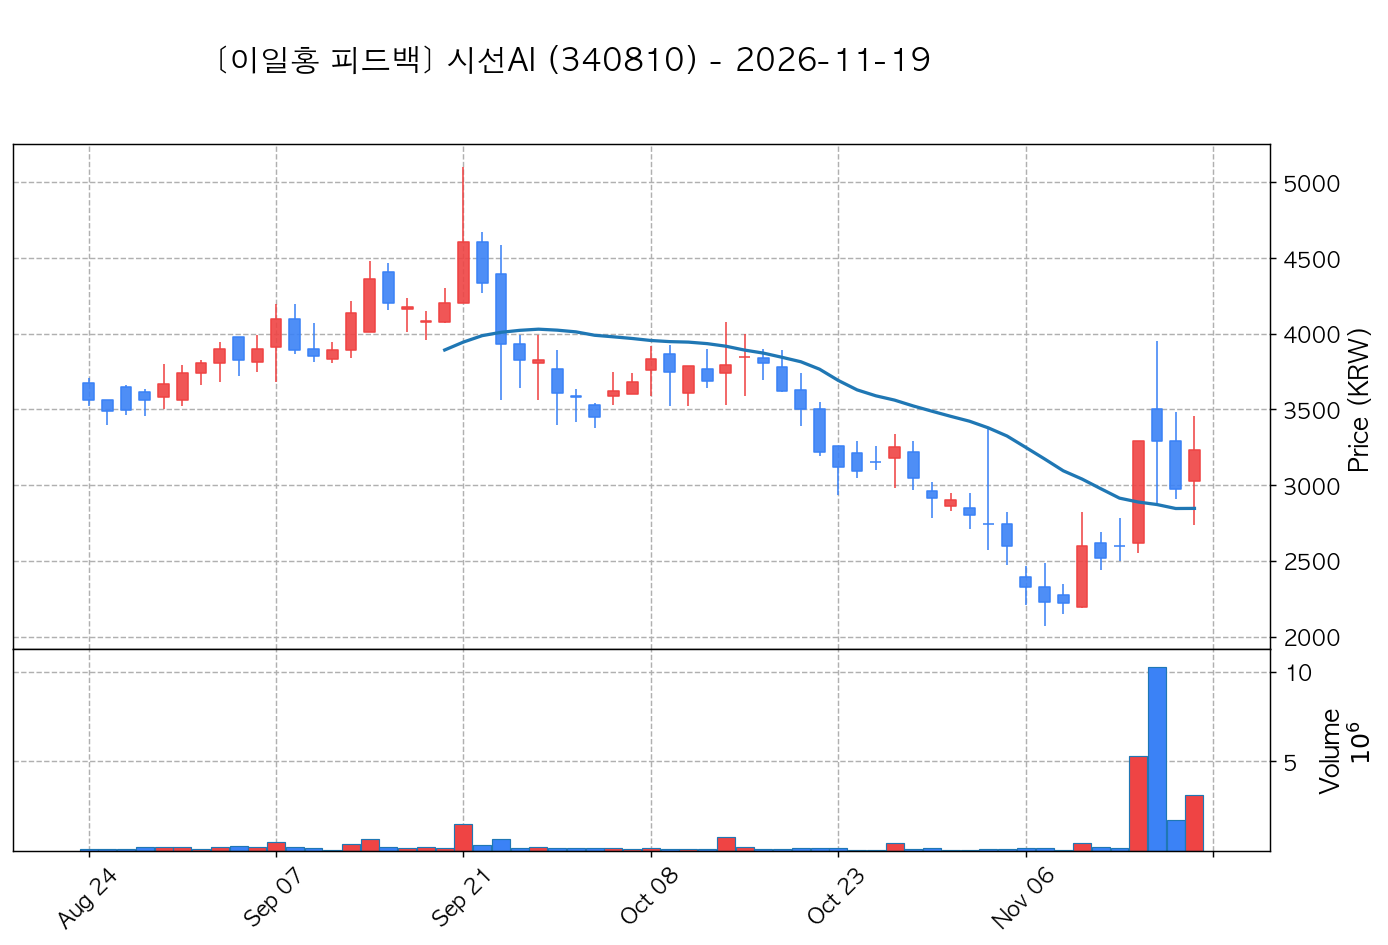 [이일홍 피드백] 시선AI (340810) - 2026-11-19
5000
4500
4000
3500
3000
2500
2000
Price (KRW)
10
5
Volume
10⁶
Aug 24
Sep 07
Sep 21
Oct 08
Oct 23
Nov 06